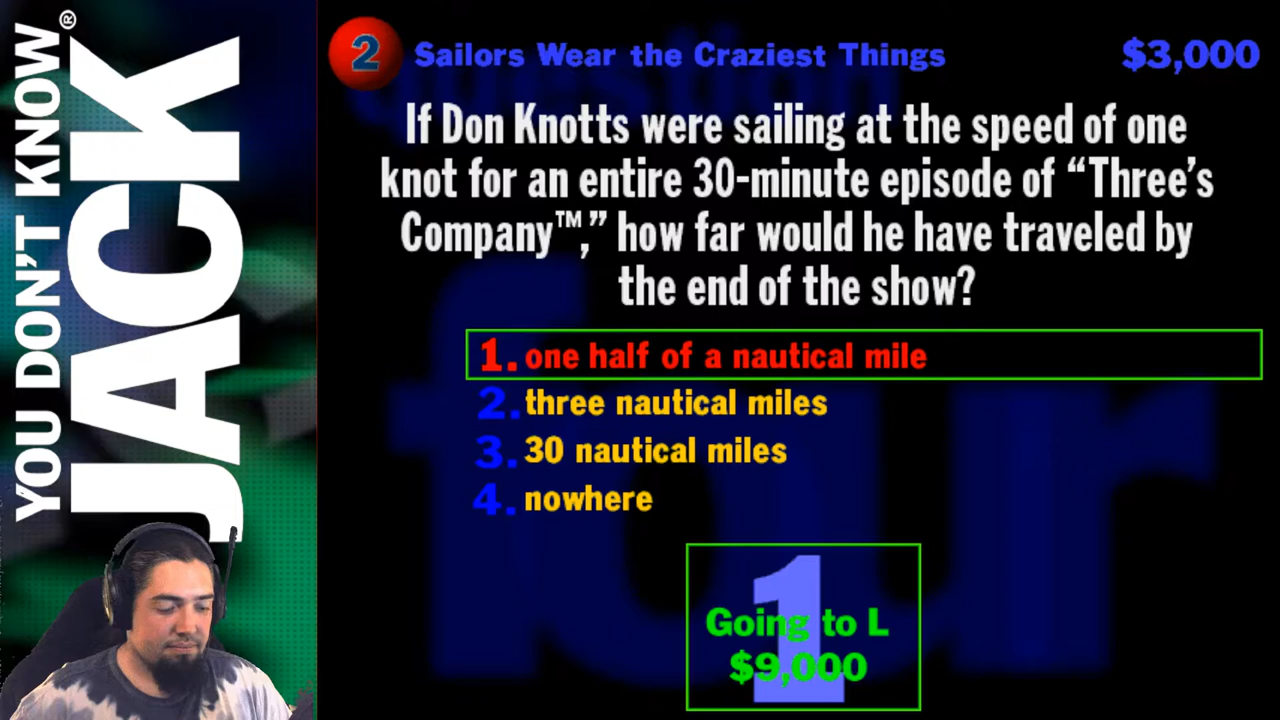 YOU DON'T KNOW
JACK®
2 Sailors Wear the Craziest Things $3,000
If Don Knotts were sailing at the speed of one
knot for an entire 30-minute episode of “Three’s
Company™,” how far would he have traveled by
the end of the show?
1. one half of a nautical mile
2. three nautical miles
3. 30 nautical miles
4. nowhere
1
Going to L
$9,000
question
four